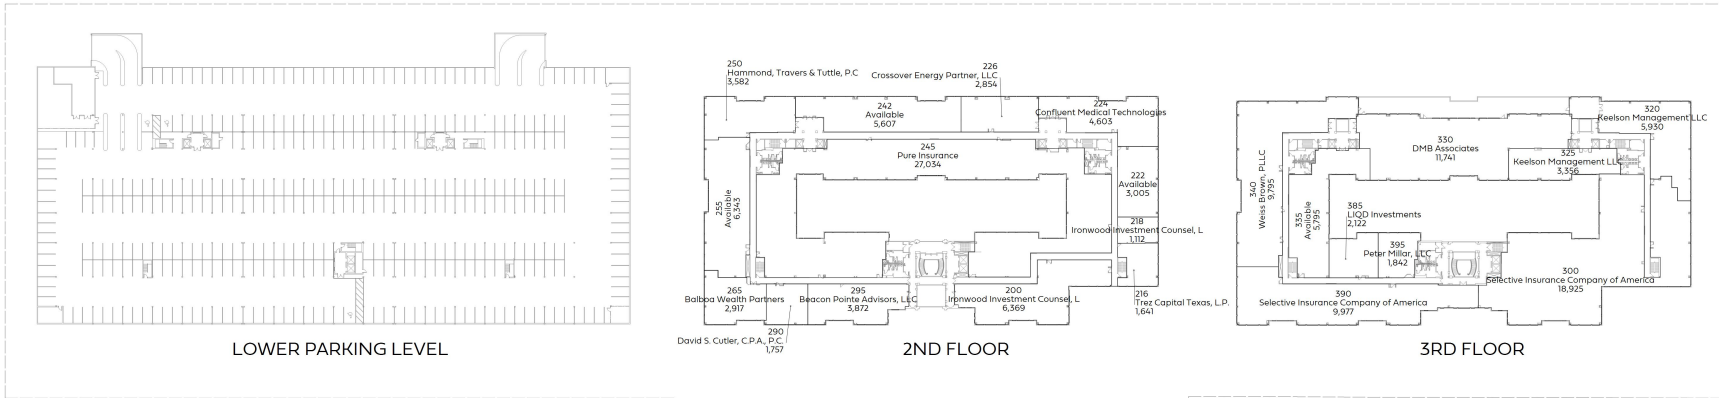 LOWER PARKING LEVEL
250
Hammond, Travers & Tuttle, P.C
3,582
226
Crossover Energy Partner, LLC
2,854
242
Available
5,607
224
Confluent Medical Technologies
4,603
245
Pure Insurance
27,034
222
Available
3,005
255
Available
6,343
218
Ironwood Investment Counsel, L
1,112
265
Balboa Wealth Partners
2,917
295
Beacon Pointe Advisors, LLC
3,872
200
Ironwood Investment Counsel, L
6,369
216
Trez Capital Texas, L.P.
1,641
290
David S. Cutler, C.P.A., P.C.
1,757
2ND FLOOR
320
Keelson Management LLC
5,930
330
DMB Associates
11,741
325
Keelson Management LLC
3,356
340
Weiss Brown, PLLC
9,795
335
Available
5,795
385
LIQD Investments
2,122
395
Peter Millar, LLC
1,842
300
Selective Insurance Company of America
18,925
390
Selective Insurance Company of America
9,977
3RD FLOOR